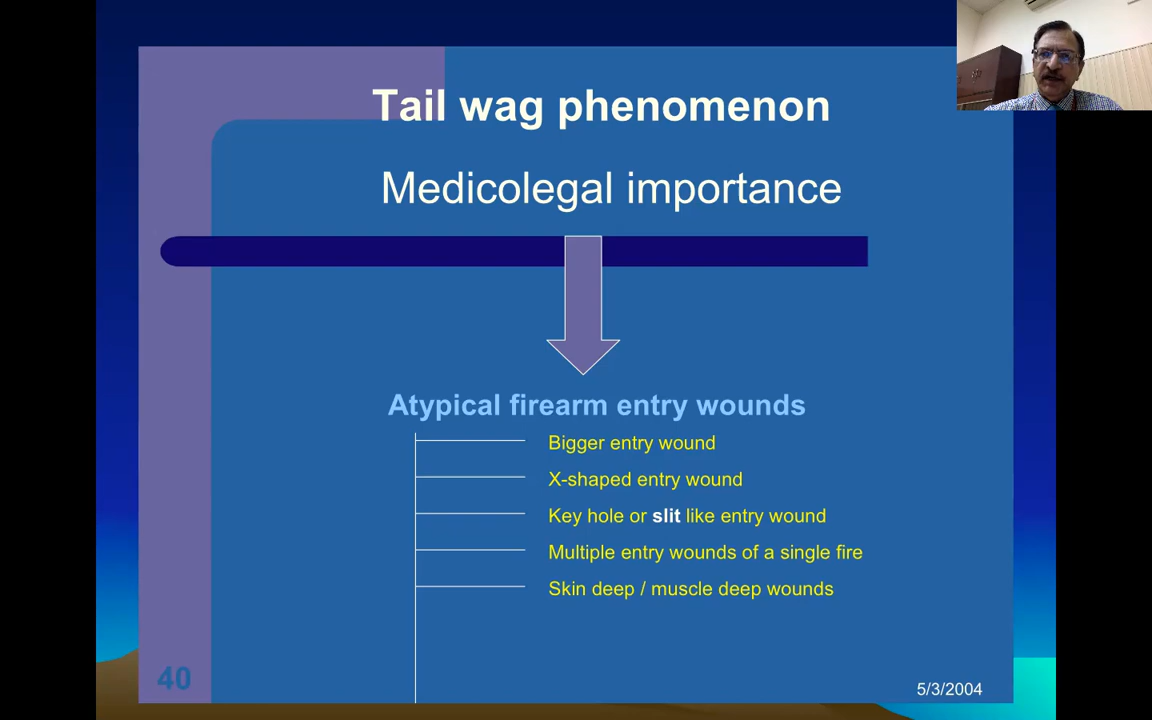 Tail wag phenomenon
Medicolegal importance
Atypical firearm entry wounds
Bigger entry wound
X-shaped entry wound
Key hole or slit like entry wound
Multiple entry wounds of a single fire
Skin deep / muscle deep wounds
40
5/3/2004